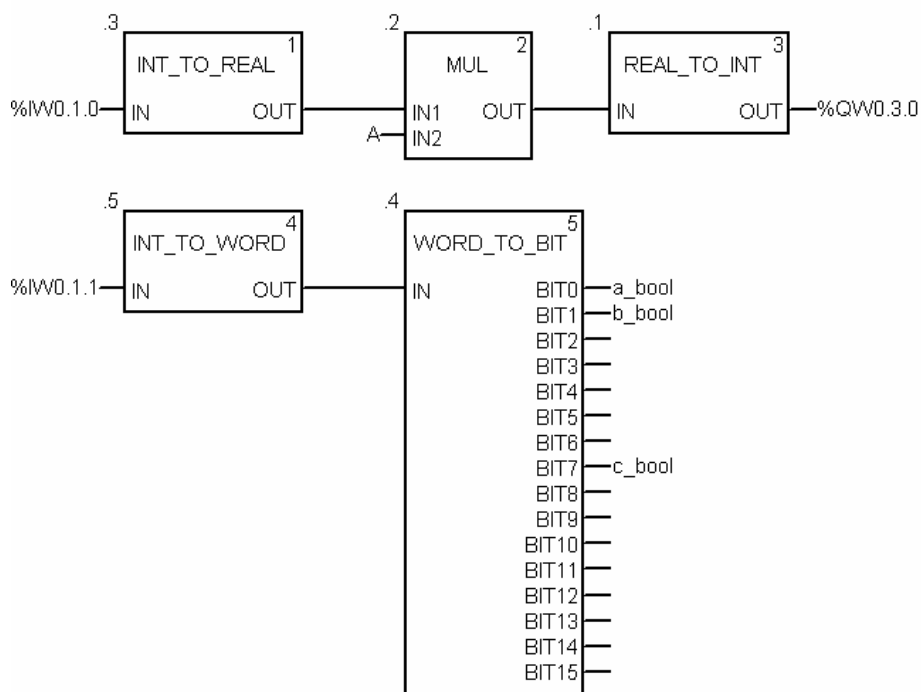 .3 .2 .1
1 2 3
INT_TO_REAL MUL REAL_TO_INT
%IW0.1.0 IN OUT IN1 OUT IN OUT %QW0.3.0
A IN2
.5 .4
4 5
INT_TO_WORD WORD_TO_BIT
%IW0.1.1 IN OUT IN BIT0 a_bool
BIT1 b_bool
BIT2
BIT3
BIT4
BIT5
BIT6
BIT7 c_bool
BIT8
BIT9
BIT10
BIT11
BIT12
BIT13
BIT14
BIT15